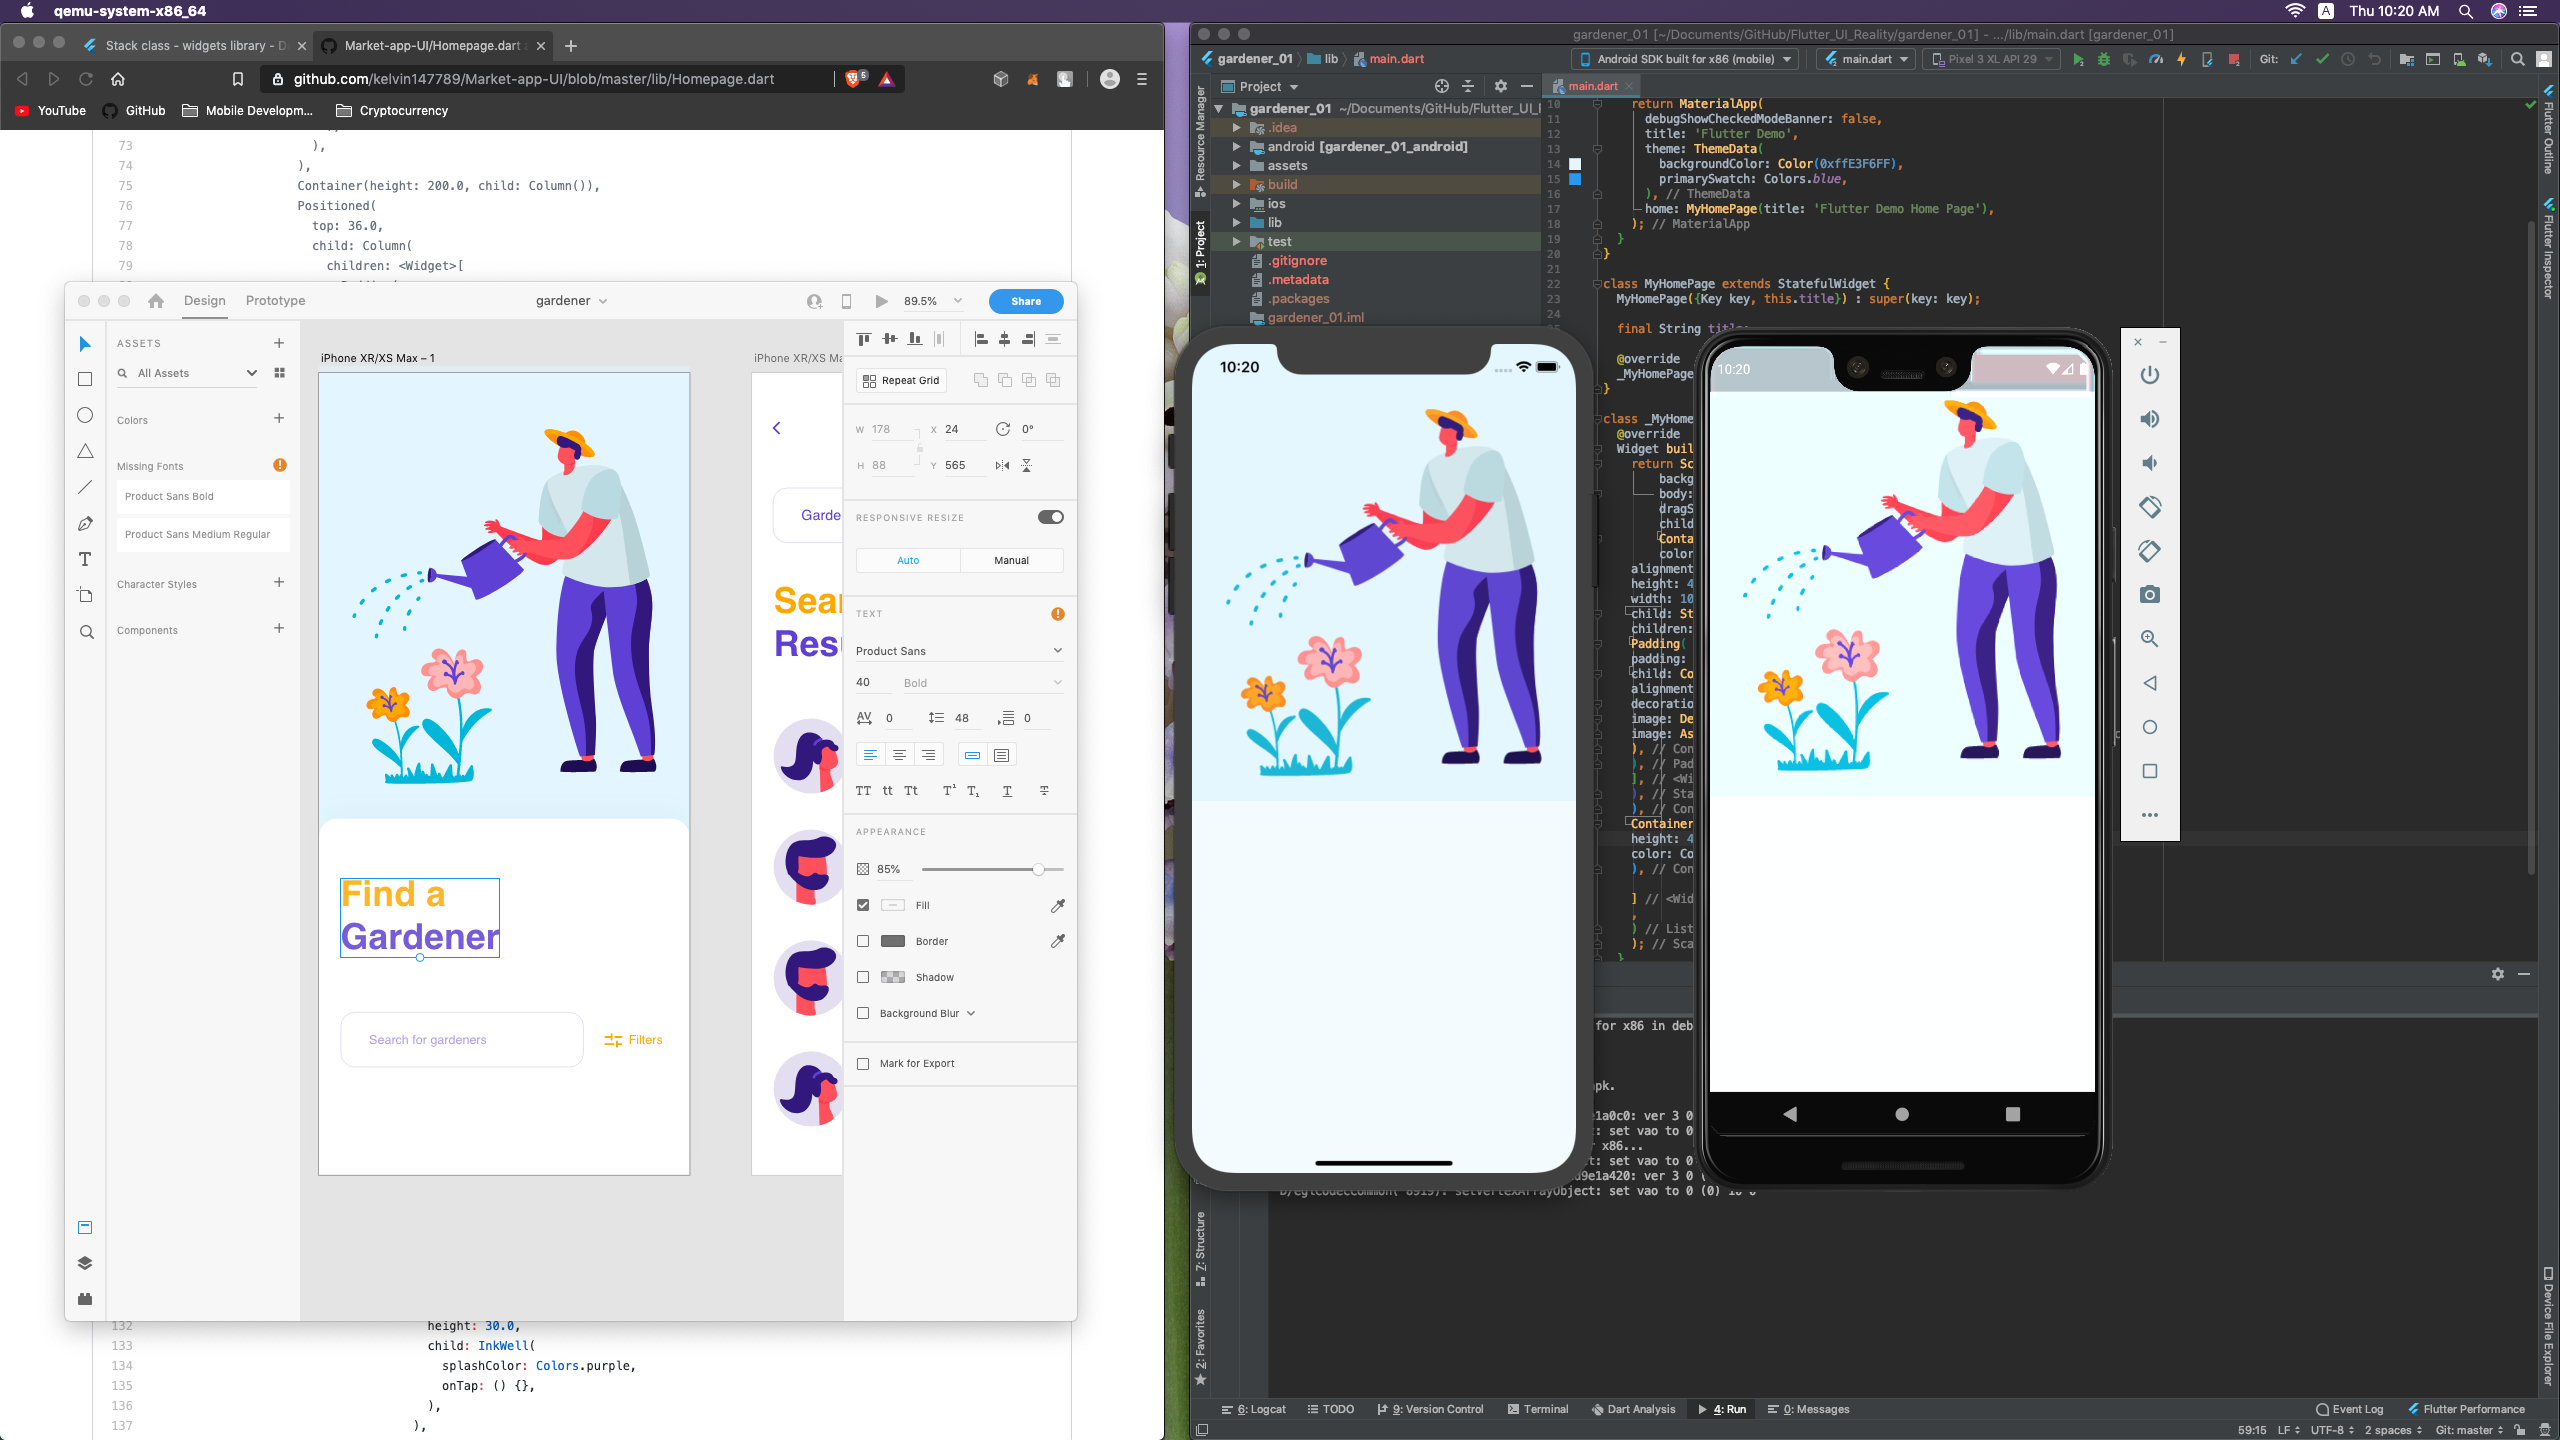 qemu-system-x86_64
A
Thu 10:20 AM
Stack class - widgets library - D
Market-app-UI/Homepage.dart
github.com/kelvin147789/Market-app-UI/blob/master/lib/Homepage.dart
5
YouTube
GitHub
Mobile Developm...
Cryptocurrency
73 ),
74 ),
75 Container(height: 200.0, child: Column()),
76 Positioned(
77 top: 36.0,
78 child: Column(
79 children: <Widget>[
Design
Prototype
gardener
89.5%
Share
ASSETS
All Assets
Colors
Missing Fonts
Product Sans Bold
Product Sans Medium Regular
Character Styles
Components
iPhone XR/XS Max – 1
Find a
Gardener
Search for gardeners
Filters
iPhone XR/XS Ma
Garde
Sear
Res
Repeat Grid
W 178
X 24
0°
H 88
Y 565
RESPONSIVE RESIZE
Auto
Manual
TEXT
Product Sans
40
Bold
AV 0
48
0
TT tt Tt T¹ T₁ T T
APPEARANCE
85%
Fill
Border
Shadow
Background Blur
Mark for Export
132 height: 30.0,
133 child: InkWell(
134 splashColor: Colors.purple,
135 onTap: () {},
136 ),
137 ),
gardener_01 [~/Documents/GitHub/Flutter_UI_Reality/gardener_01] - .../lib/main.dart [gardener_01]
gardener_01
lib
main.dart
Android SDK built for x86 (mobile)
main.dart
Pixel 3 XL API 29
Git:
Project
main.dart
Resource Manager
1: Project
gardener_01 ~/Documents/GitHub/Flutter_UI_
.idea
android [gardener_01_android]
assets
build
ios
lib
test
.gitignore
.metadata
.packages
gardener_01.iml
10 return MaterialApp(
11 debugShowCheckedModeBanner: false,
12 title: 'Flutter Demo',
13 theme: ThemeData(
14 backgroundColor: Color(0xffE3F6FF),
15 primarySwatch: Colors.blue,
16 ), // ThemeData
17 home: MyHomePage(title: 'Flutter Demo Home Page'),
18 ); // MaterialApp
19 }
20 }
21
22 class MyHomePage extends StatefulWidget {
23 MyHomePage({Key key, this.title}) : super(key: key);
24
final String title;
@override
_MyHomePage
}
class _MyHome
@override
Widget buil
return Sc
backg
body:
dragS
child
Conta
color
alignment
height: 4
width: 10
child: St
children:
Padding(
padding:
child: Co
alignment
decoratio
image: De
image: As
), // Con
), // Pad
], // <Wi
), // Sta
), // Con
Container
height: 4
color: Co
), // Con
] // <Wid
,
) // List
); // Sca
}
10:20
10:20
for x86 in deb
pk.
e1a0c0: ver 3 0
t: set vao to 0
r x86...
t: set vao to 0
d9e1a420: ver 3 0 (
D/eglCodecCommon( 8919): setVertexArrayObject: set vao to 0 (0) 10 0
Flutter Outline
Flutter Inspector
Device File Explorer
7: Structure
2: Favorites
6: Logcat
TODO
9: Version Control
Terminal
Dart Analysis
4: Run
0: Messages
Event Log
Flutter Performance
59:15
LF
UTF-8
2 spaces
Git: master